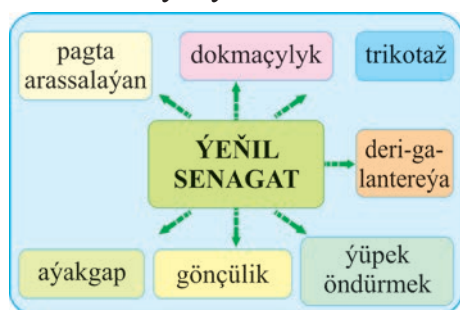 pagta
arassalaýan
dokmaçylyk
trikotaž
ÝEŇIL
SENAGAT
deri-ga-
lantereýa
aýakgap
gönçülik
ýüpek
öndürmek